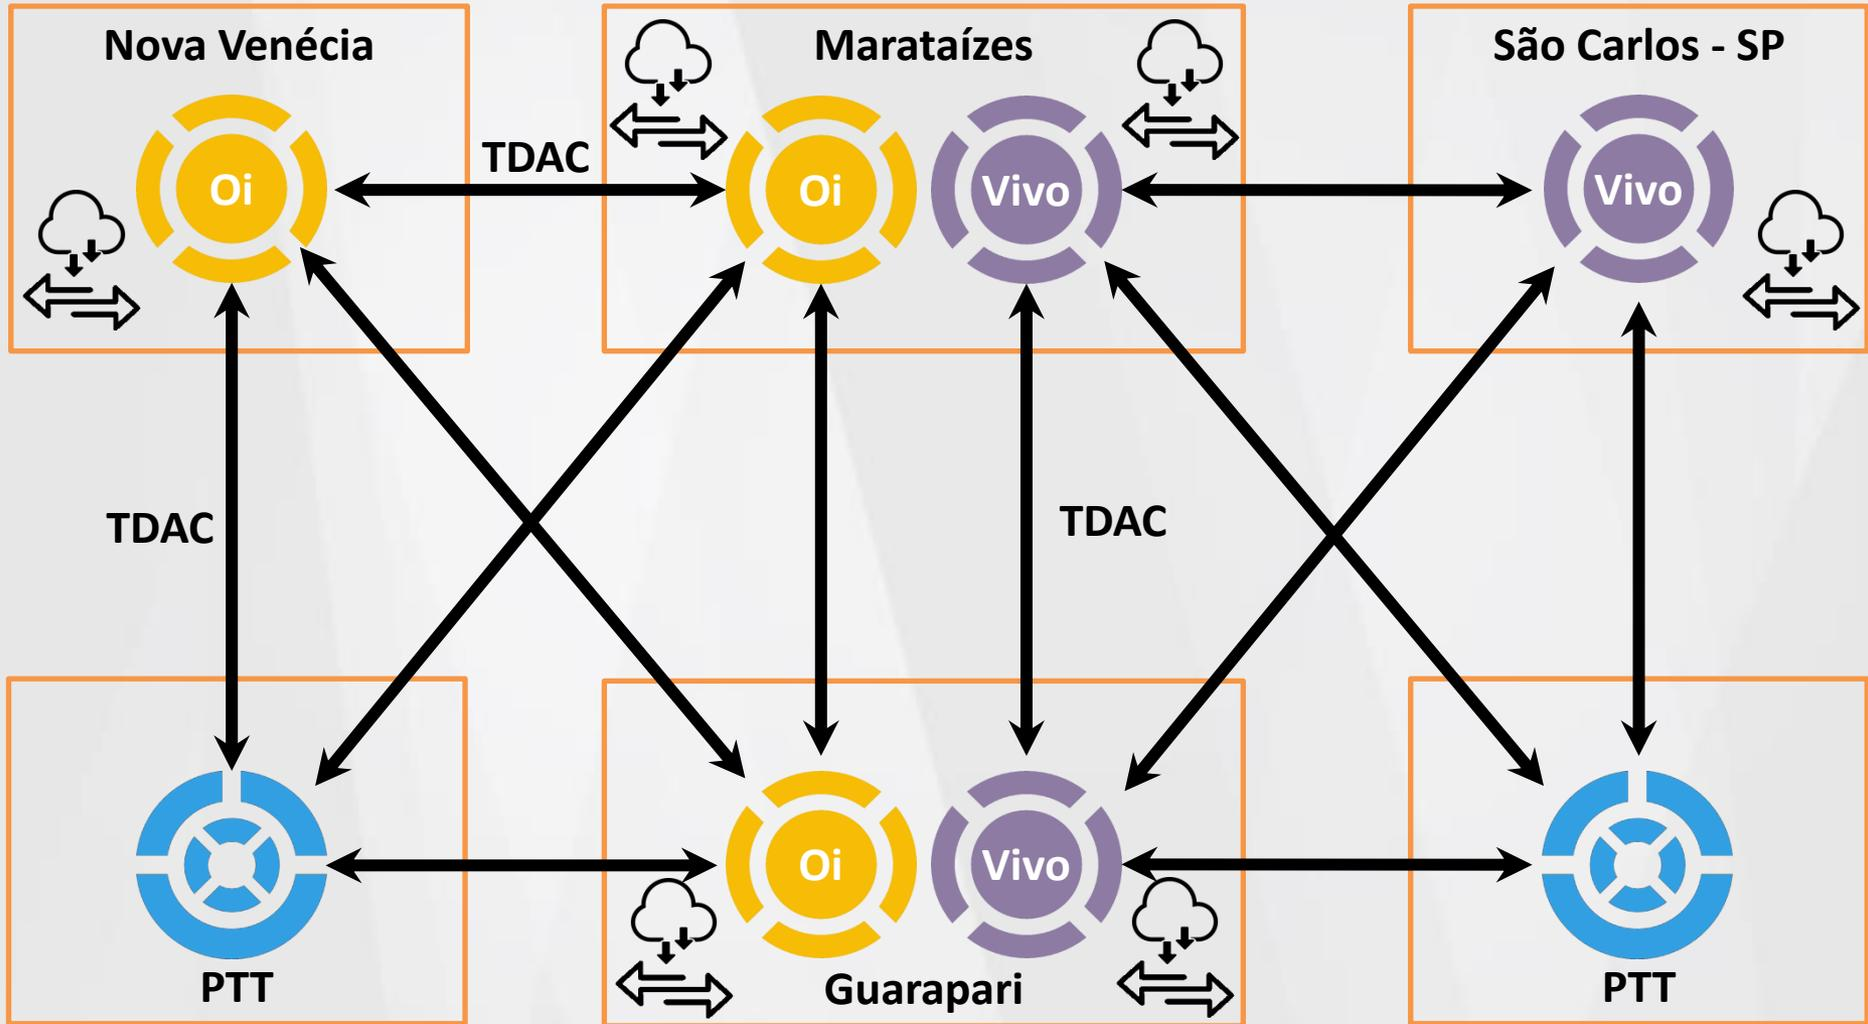 Nova Venécia
Marataízes
São Carlos - SP
TDAC
Oi
Oi
Vivo
Vivo
TDAC
TDAC
Oi
Vivo
PTT
Guarapari
PTT